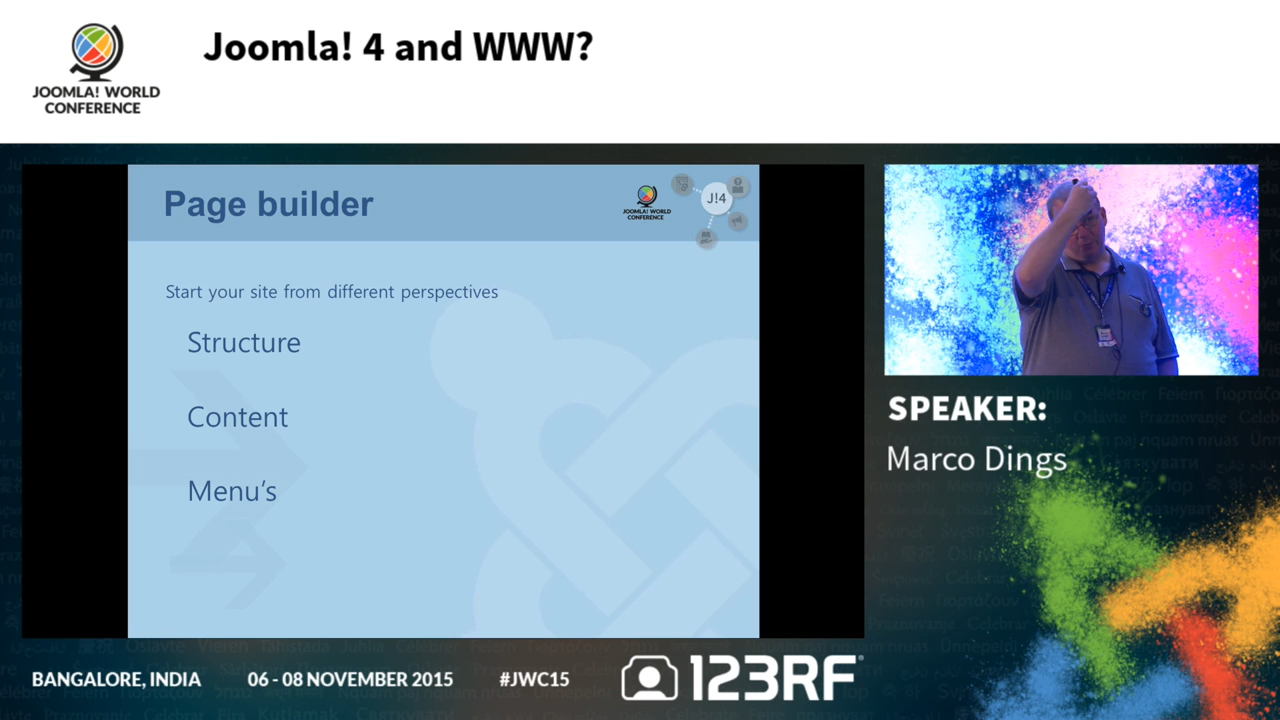 JOOMLA! WORLD
CONFERENCE
Joomla! 4 and WWW?
Page builder
JOOMLA! WORLD
CONFERENCE
J!4
Start your site from different perspectives
Structure
Content
Menu's
SPEAKER:
Marco Dings
BANGALORE, INDIA
06 - 08 NOVEMBER 2015
#JWC15
123RF